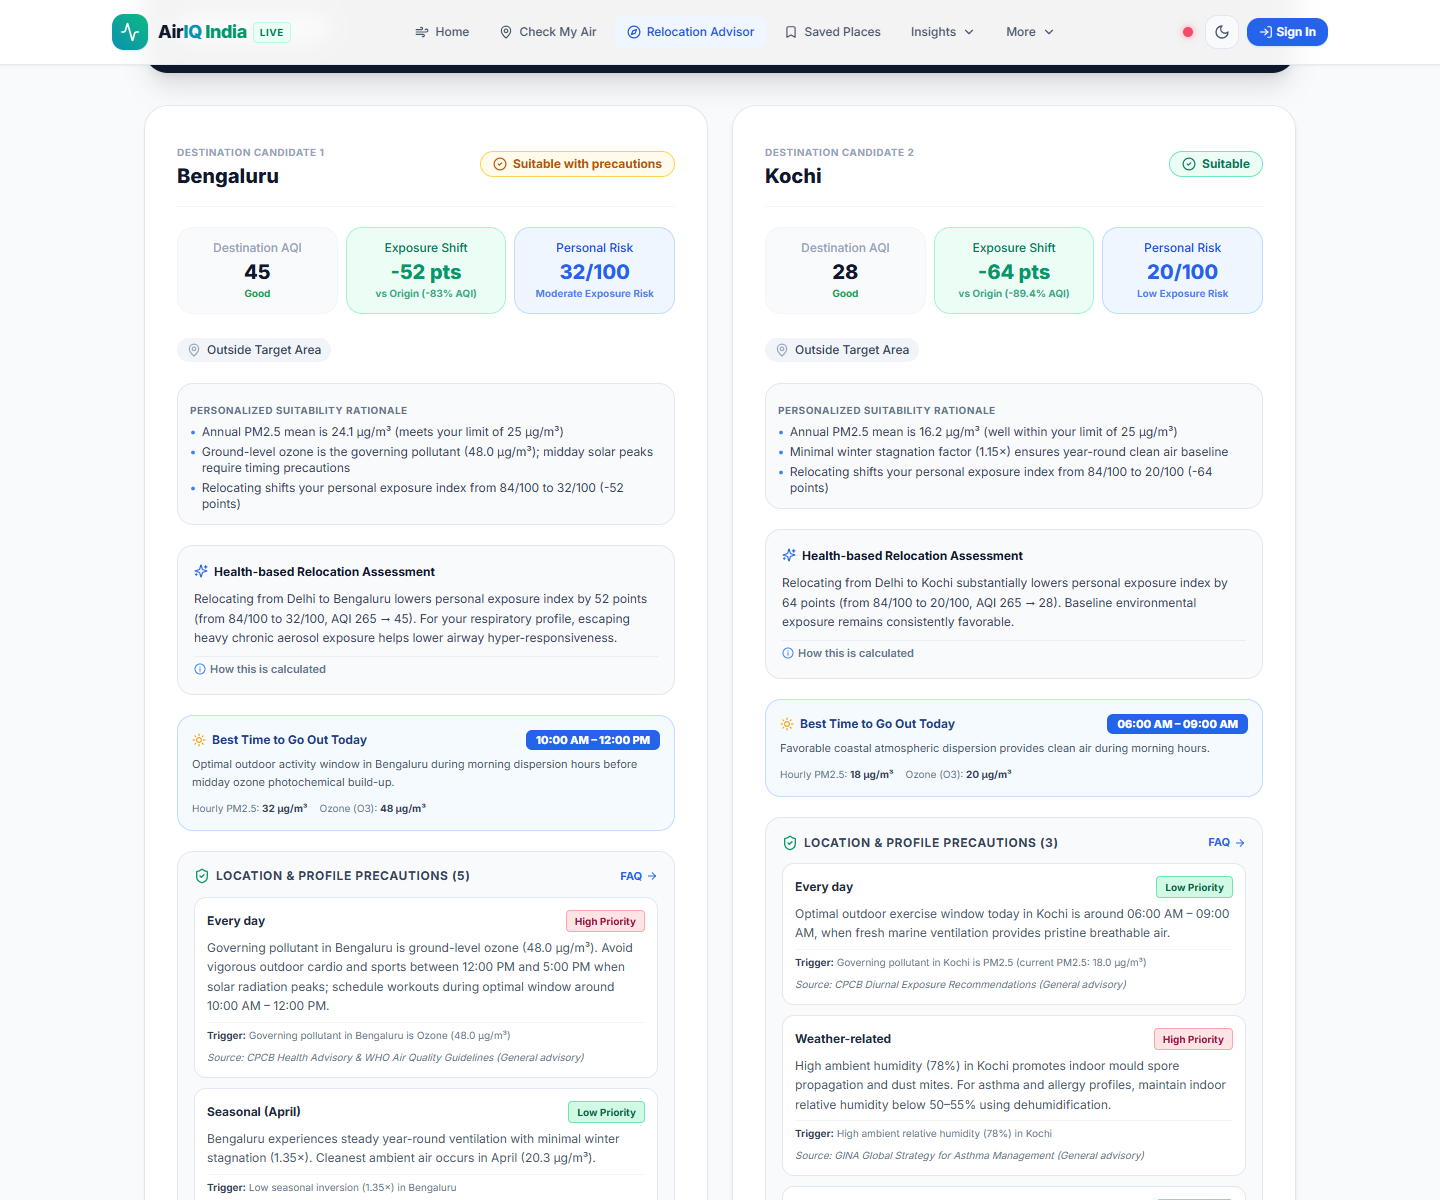 AirIQ India LIVE
Home
Check My Air
Relocation Advisor
Saved Places
Insights
More
Sign In
DESTINATION CANDIDATE 1
Bengaluru
Suitable with precautions
Destination AQI
45
Good
Exposure Shift
-52 pts
vs Origin (-83% AQI)
Personal Risk
32/100
Moderate Exposure Risk
Outside Target Area
PERSONALIZED SUITABILITY RATIONALE
• Annual PM2.5 mean is 24.1 µg/m³ (meets your limit of 25 µg/m³)
• Ground-level ozone is the governing pollutant (48.0 µg/m³); midday solar peaks
require timing precautions
• Relocating shifts your personal exposure index from 84/100 to 32/100 (-52
points)
Health-based Relocation Assessment
Relocating from Delhi to Bengaluru lowers personal exposure index by 52 points
(from 84/100 to 32/100, AQI 265 → 45). For your respiratory profile, escaping
heavy chronic aerosol exposure helps lower airway hyper-responsiveness.
How this is calculated
Best Time to Go Out Today
10:00 AM – 12:00 PM
Optimal outdoor activity window in Bengaluru during morning dispersion hours before
midday ozone photochemical build-up.
Hourly PM2.5: 32 µg/m³ Ozone (O3): 48 µg/m³
LOCATION & PROFILE PRECAUTIONS (5)
FAQ →
Every day
High Priority
Governing pollutant in Bengaluru is ground-level ozone (48.0 µg/m³). Avoid
vigorous outdoor cardio and sports between 12:00 PM and 5:00 PM when
solar radiation peaks; schedule workouts during optimal window around
10:00 AM – 12:00 PM.
Trigger: Governing pollutant in Bengaluru is Ozone (48.0 µg/m³)
Source: CPCB Health Advisory & WHO Air Quality Guidelines (General advisory)
Seasonal (April)
Low Priority
Bengaluru experiences steady year-round ventilation with minimal winter
stagnation (1.35×). Cleanest ambient air occurs in April (20.3 µg/m³).
Trigger: Low seasonal inversion (1.35×) in Bengaluru
DESTINATION CANDIDATE 2
Kochi
Suitable
Destination AQI
28
Good
Exposure Shift
-64 pts
vs Origin (-89.4% AQI)
Personal Risk
20/100
Low Exposure Risk
Outside Target Area
PERSONALIZED SUITABILITY RATIONALE
• Annual PM2.5 mean is 16.2 µg/m³ (well within your limit of 25 µg/m³)
• Minimal winter stagnation factor (1.15×) ensures year-round clean air baseline
• Relocating shifts your personal exposure index from 84/100 to 20/100 (-64
points)
Health-based Relocation Assessment
Relocating from Delhi to Kochi substantially lowers personal exposure index by
64 points (from 84/100 to 20/100, AQI 265 → 28). Baseline environmental
exposure remains consistently favorable.
How this is calculated
Best Time to Go Out Today
06:00 AM – 09:00 AM
Favorable coastal atmospheric dispersion provides clean air during morning hours.
Hourly PM2.5: 18 µg/m³ Ozone (O3): 20 µg/m³
LOCATION & PROFILE PRECAUTIONS (3)
FAQ →
Every day
Low Priority
Optimal outdoor exercise window today in Kochi is around 06:00 AM – 09:00
AM, when fresh marine ventilation provides pristine breathable air.
Trigger: Governing pollutant in Kochi is PM2.5 (current PM2.5: 18.0 µg/m³)
Source: CPCB Diurnal Exposure Recommendations (General advisory)
Weather-related
High Priority
High ambient humidity (78%) in Kochi promotes indoor mould spore
propagation and dust mites. For asthma and allergy profiles, maintain indoor
relative humidity below 50–55% using dehumidification.
Trigger: High ambient relative humidity (78%) in Kochi
Source: GINA Global Strategy for Asthma Management (General advisory)